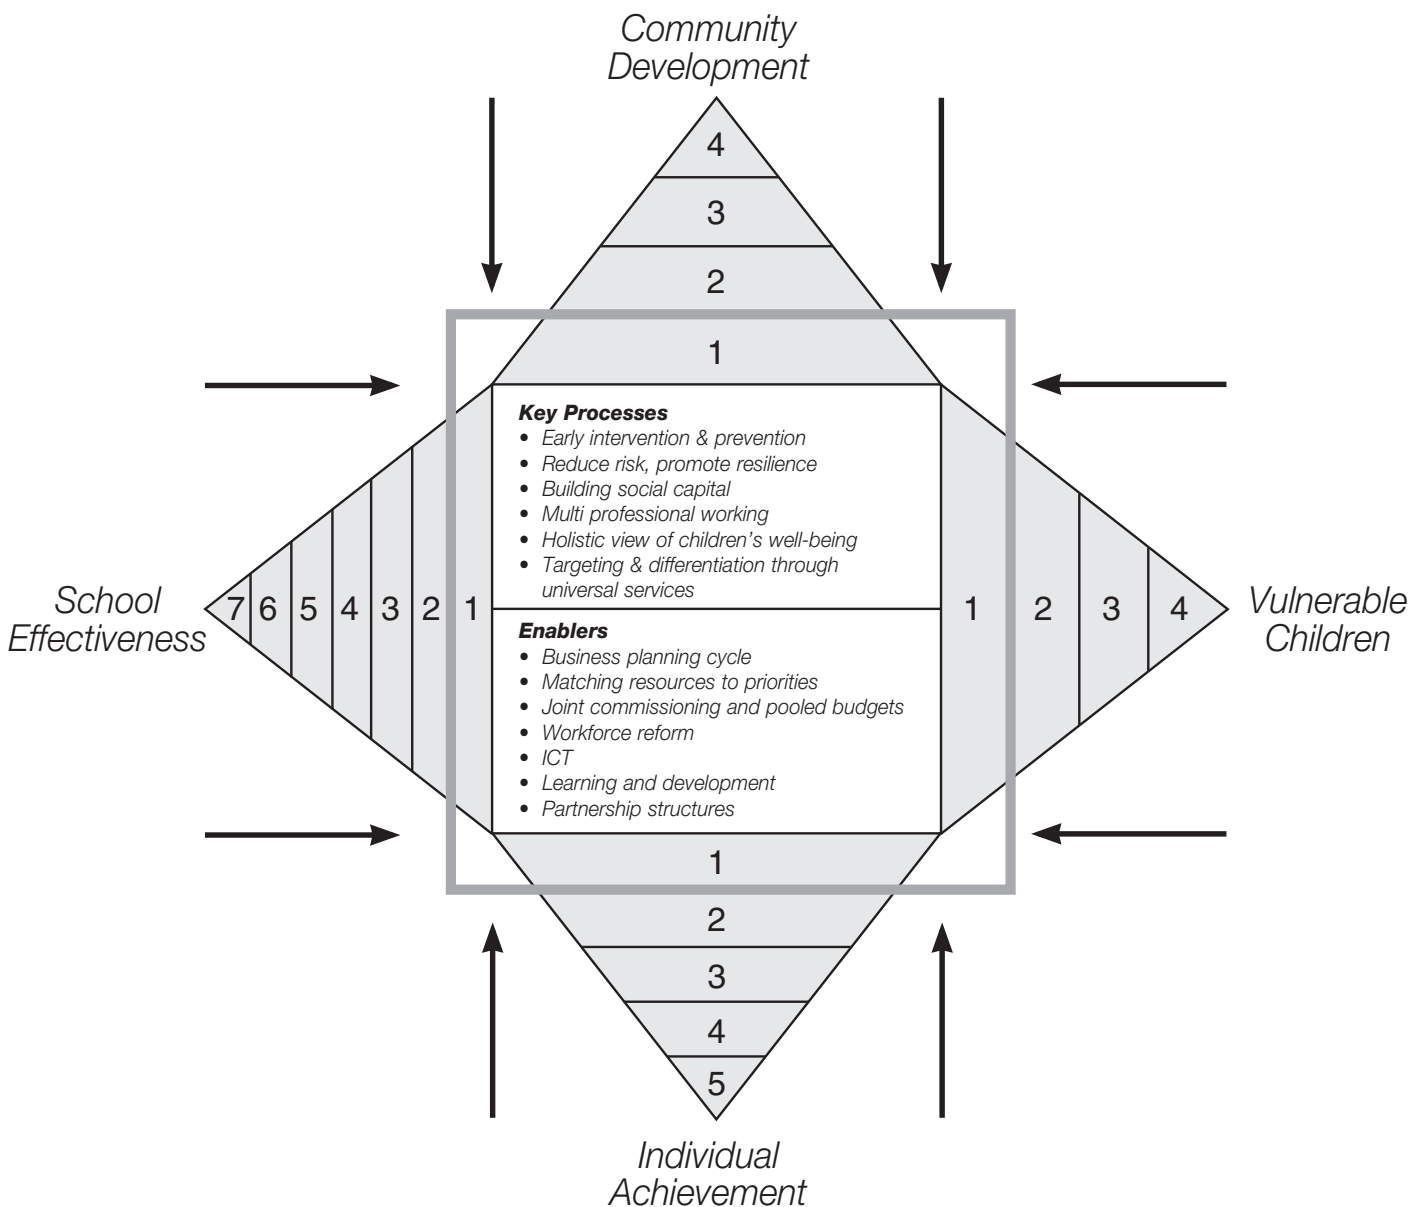 Community
Development
4
3
2
1
Key Processes
• Early intervention & prevention
• Reduce risk, promote resilience
• Building social capital
• Multi professional working
• Holistic view of children’s well-being
• Targeting & differentiation through
universal services
School
Effectiveness
7 6 5 4 3 2 1
1 2 3 4
Vulnerable
Children
Enablers
• Business planning cycle
• Matching resources to priorities
• Joint commissioning and pooled budgets
• Workforce reform
• ICT
• Learning and development
• Partnership structures
1
2
3
4
5
Individual
Achievement